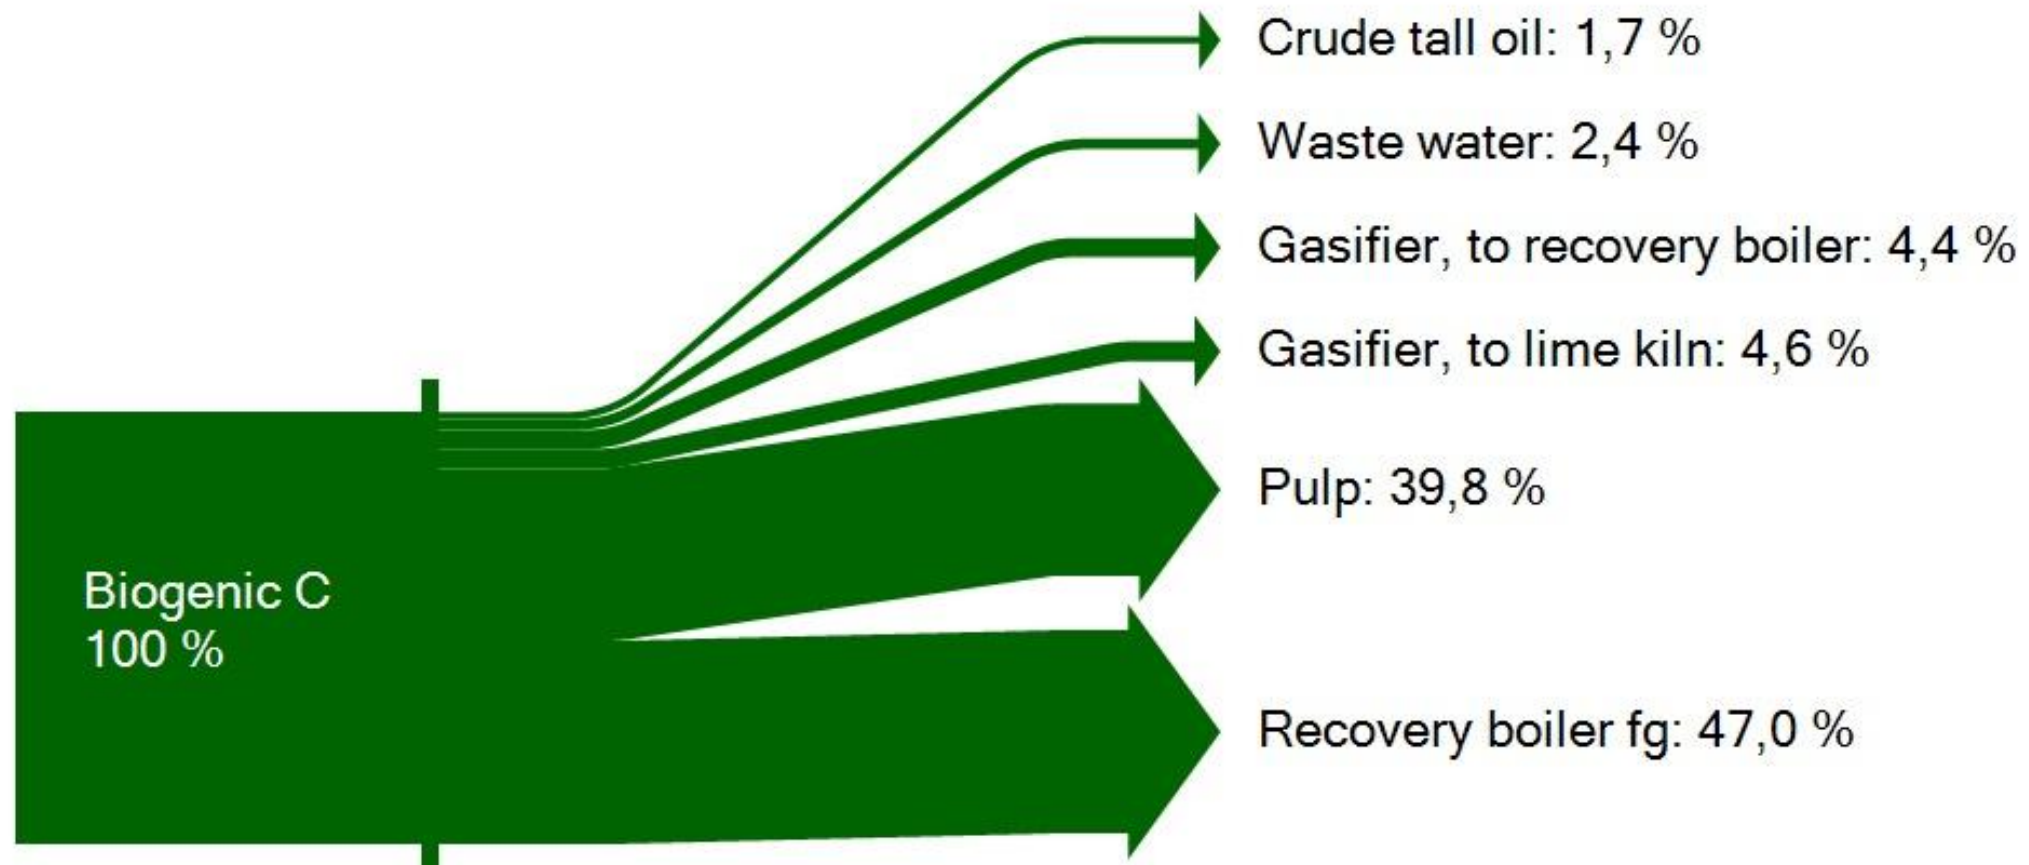 Crude tall oil: 1,7 %
Waste water: 2,4 %
Gasifier, to recovery boiler: 4,4 %
Gasifier, to lime kiln: 4,6 %
Pulp: 39,8 %
Biogenic C
100 %
Recovery boiler fg: 47,0 %